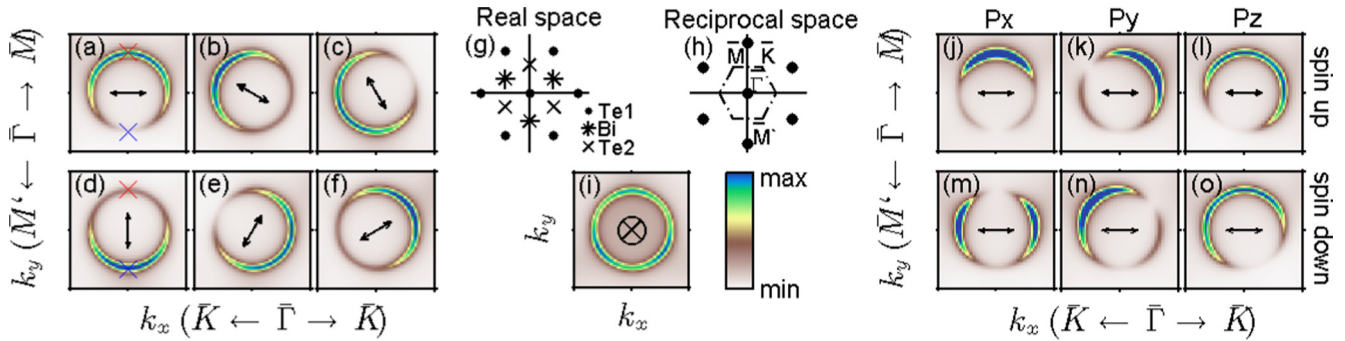 Real space
Reciprocal space
Px
Py
Pz
(a)
(b)
(c)
(g)
(h)
(j)
(k)
(l)
M̄
K̄
Γ̄
M̄`
Te1
Bi
Te2
spin up
(d)
(e)
(f)
(i)
max
min
(m)
(n)
(o)
spin down
k_y (M̄‘ ← Γ̄ → M̄)
k_y
k_y (M̄‘ ← Γ̄ → M̄)
k_x (K̄ ← Γ̄ → K̄)
k_x
k_x (K̄ ← Γ̄ → K̄)